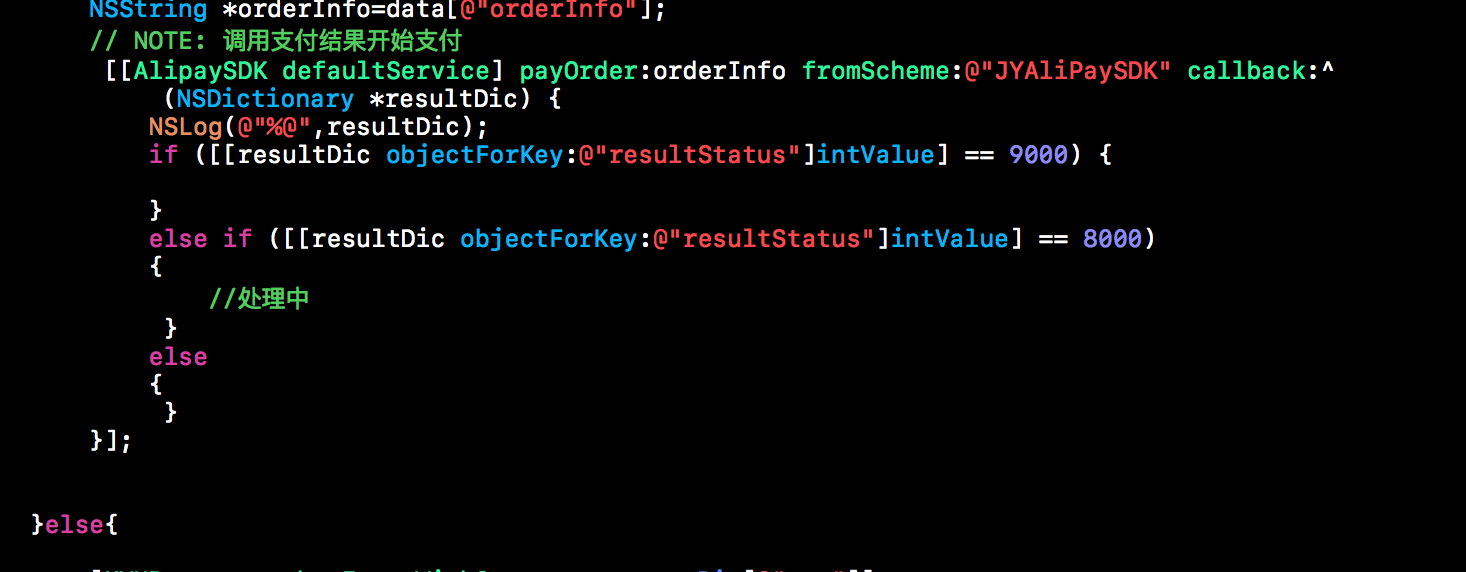 NSString *orderInfo=data[@"orderInfo"];
// NOTE: 调用支付结果开始支付
[[AlipaySDK defaultService] payOrder:orderInfo fromScheme:@"JYAliPaySDK" callback:^
(NSDictionary *resultDic) {
NSLog(@"%@",resultDic);
if ([[resultDic objectForKey:@"resultStatus"]intValue] == 9000) {
}
else if ([[resultDic objectForKey:@"resultStatus"]intValue] == 8000)
{
//处理中
}
else
{
}
}];
}else{